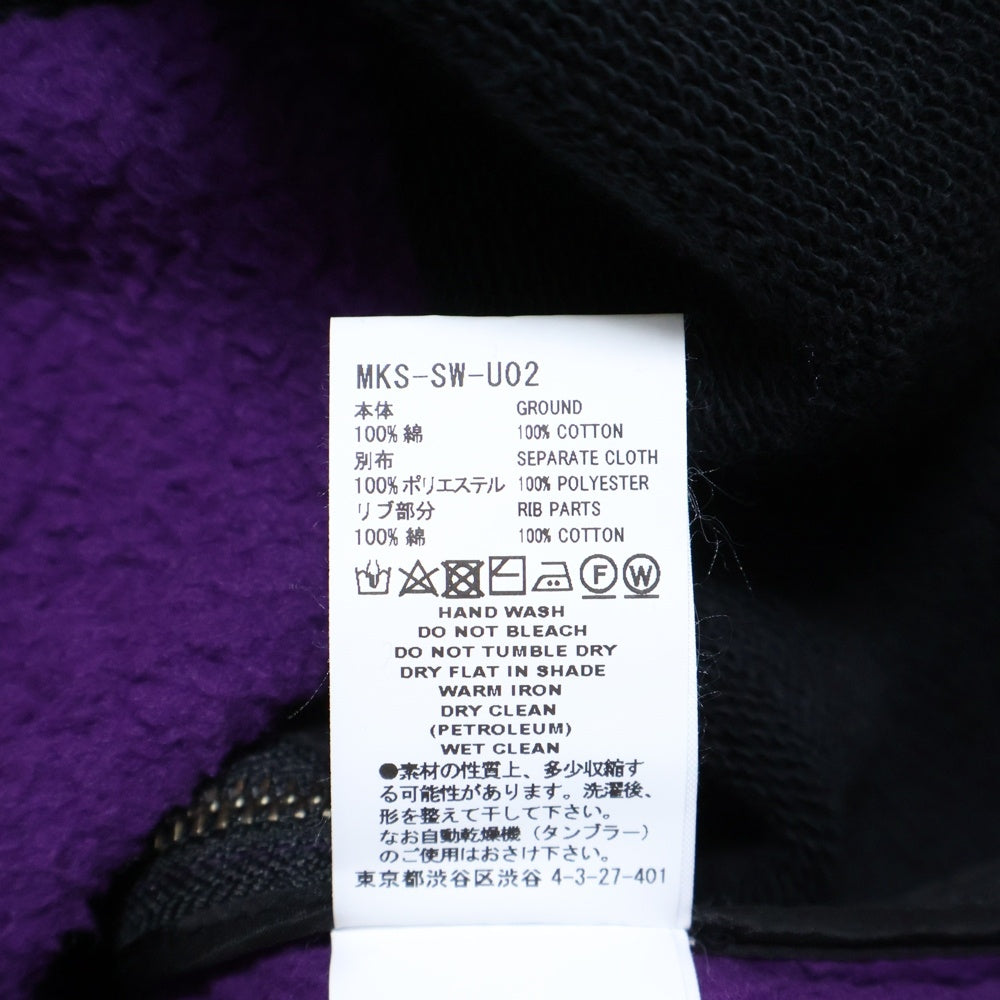 MKS-SW-U02
本体 GROUND
100% 綿 100% COTTON
別布 SEPARATE CLOTH
100%ポリエステル 100% POLYESTER
リブ部分 RIB PARTS
100% 綿 100% COTTON
F W
HAND WASH
DO NOT BLEACH
DO NOT TUMBLE DRY
DRY FLAT IN SHADE
WARM IRON
DRY CLEAN
(PETROLEUM)
WET CLEAN
●素材の性質上、多少収縮す
る可能性があります。洗濯後、
形を整えて干して下さい。
なお自動乾燥機（タンブラー）
のご使用はおさけ下さい。
東京都渋谷区渋谷 4-3-27-401